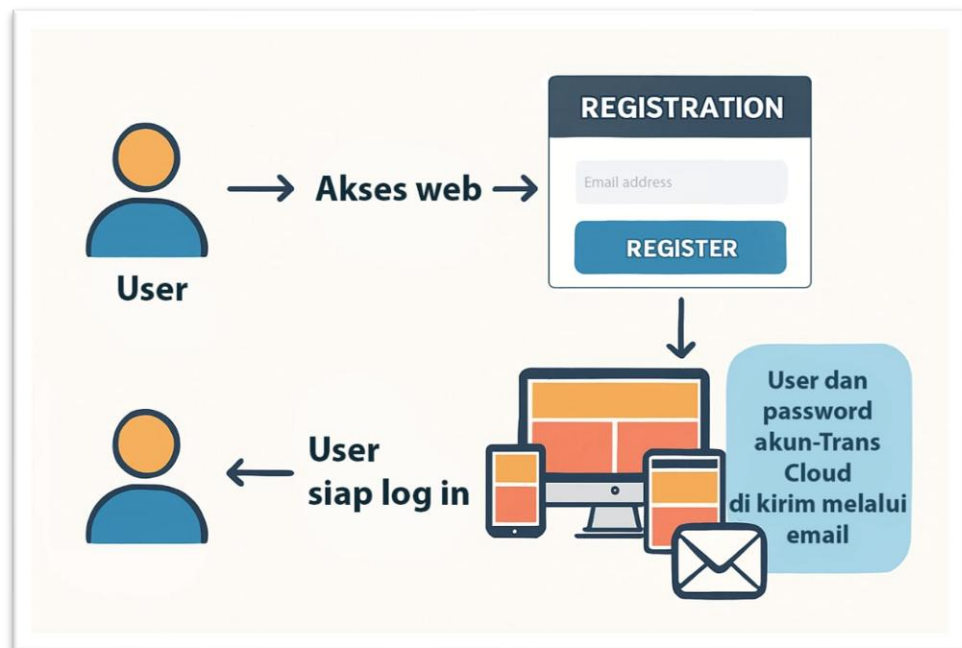 REGISTRATION
Email address
REGISTER
Akses web
User
User dan
password
akun-Trans
Cloud
di kirim melalui
email
User
siap log in